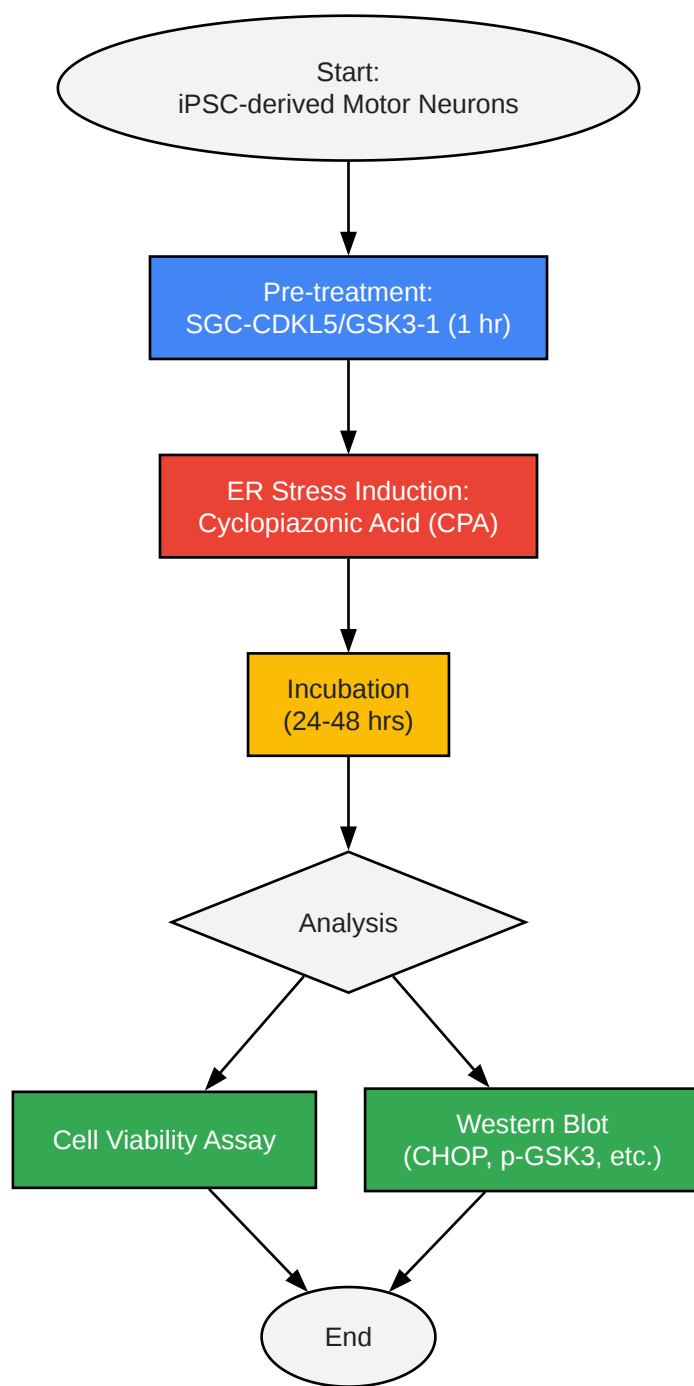 Start:
iPSC-derived Motor Neurons
Pre-treatment:
SGC-CDKL5/GSK3-1 (1 hr)
ER Stress Induction:
Cyclopiazonic Acid (CPA)
Incubation
(24-48 hrs)
Analysis
Cell Viability Assay
Western Blot
(CHOP, p-GSK3, etc.)
End